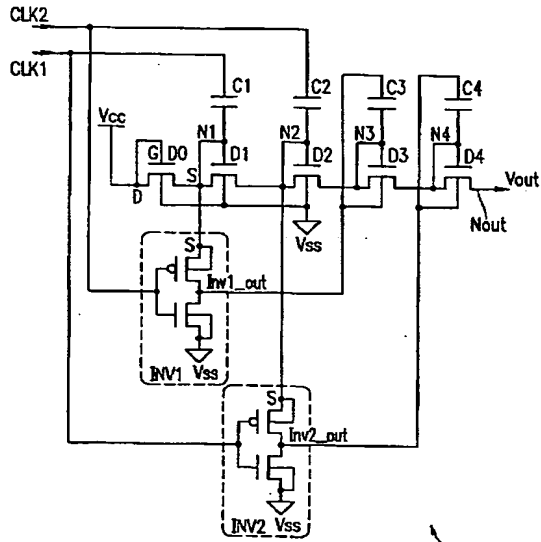 CLK2
CLK1
C1 C2 C3 C4
Vcc
N1 N2 N3 N4
G D0 D1 D2 D3 D4
S
D
Vout
Nout
Vss
S
Inv1_out
INV1 Vss
S
Inv2_out
INV2 Vss